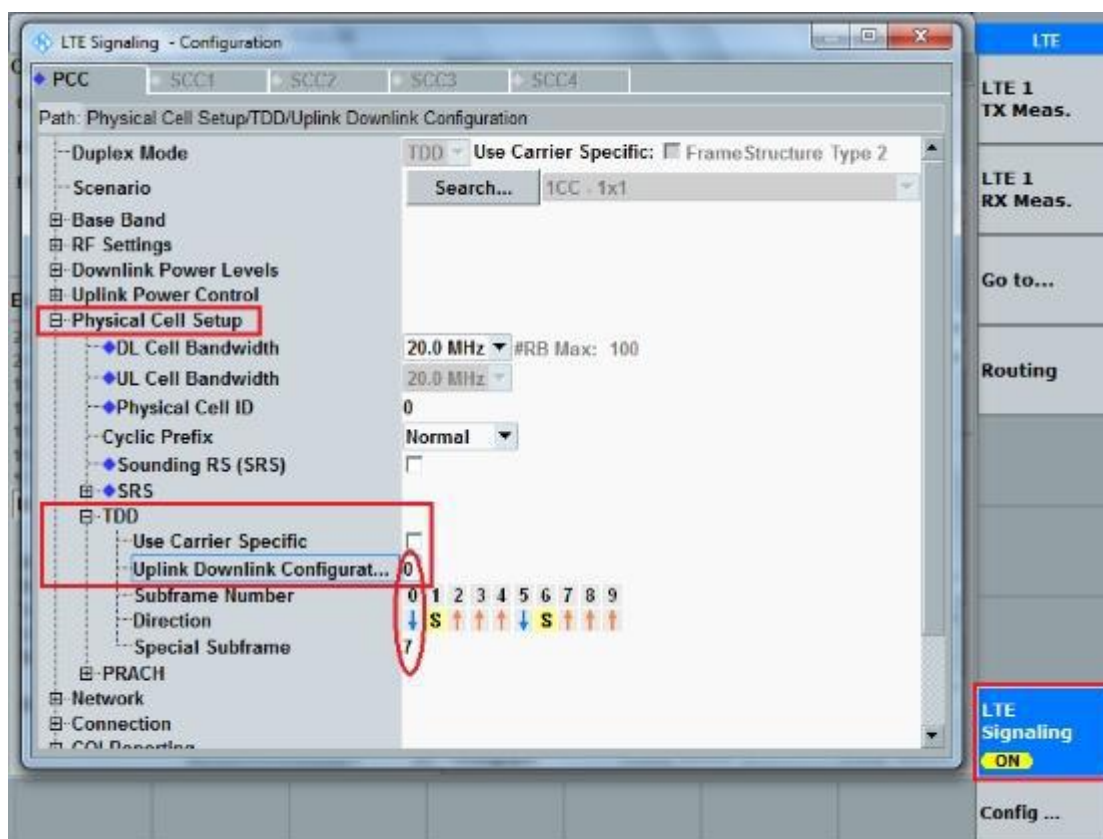 LTE Signaling - Configuration
PCC SCC1 SCC2 SCC3 SCC4
Path: Physical Cell Setup/TDD/Uplink Downlink Configuration
Duplex Mode TDD Use Carrier Specific: FrameStructure Type 2
Scenario Search... 1CC - 1x1
Base Band
RF Settings
Downlink Power Levels
Uplink Power Control
Physical Cell Setup
DL Cell Bandwidth 20.0 MHz #RB Max: 100
UL Cell Bandwidth 20.0 MHz
Physical Cell ID 0
Cyclic Prefix Normal
Sounding RS (SRS)
SRS
TDD
Use Carrier Specific
Uplink Downlink Configurat... 0
Subframe Number 0 1 2 3 4 5 6 7 8 9
Direction ↓ S ↑ ↑ ↑ ↓ S ↑ ↑ ↑
Special Subframe 7
PRACH
Network
Connection
CQI Reporting
LTE
LTE 1
TX Meas.
LTE 1
RX Meas.
Go to...
Routing
LTE
Signaling
ON
Config ...